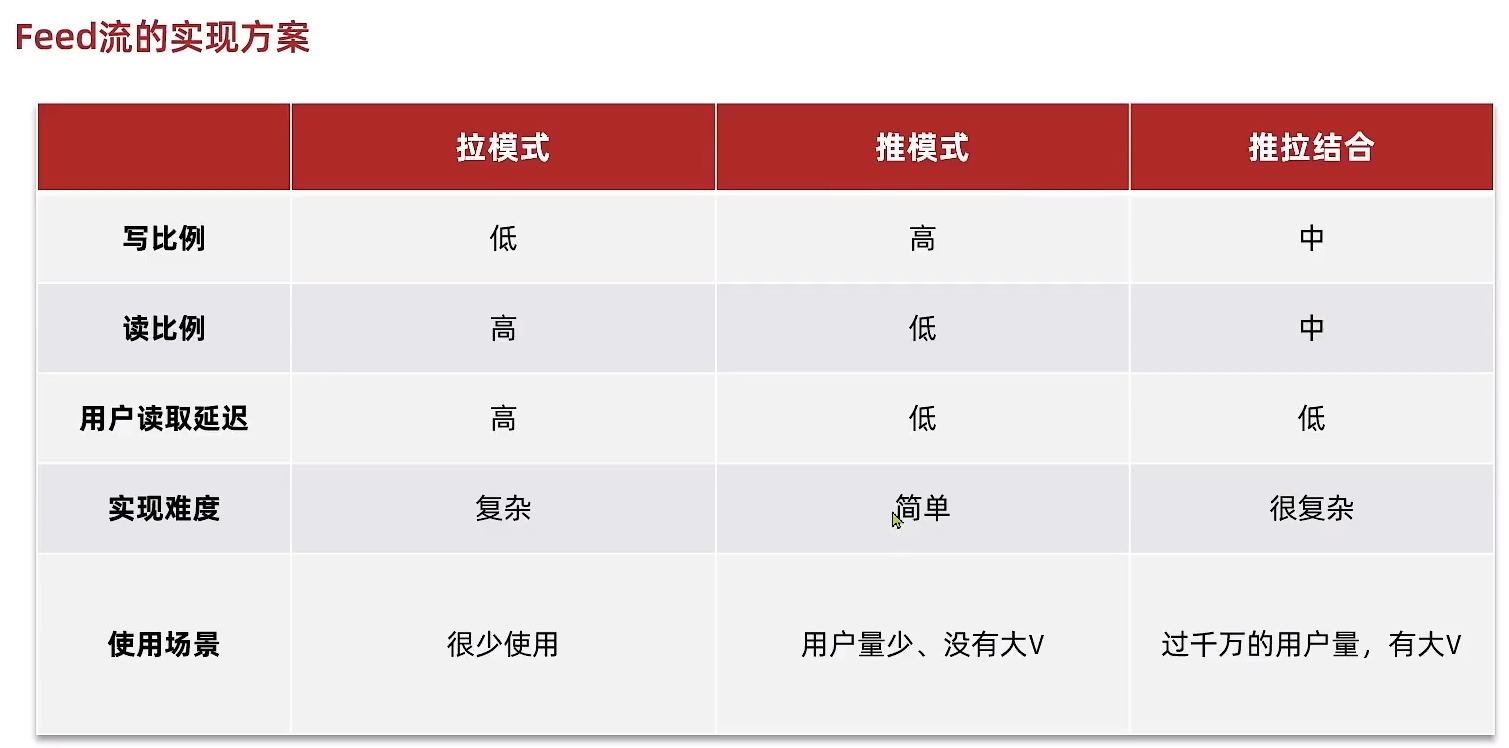 Feed流的实现方案
拉模式 推模式 推拉结合
写比例 低 高 中
读比例 高 低 中
用户读取延迟 高 低 低
实现难度 复杂 简单 很复杂
使用场景 很少使用 用户量少、没有大V 过千万的用户量，有大V